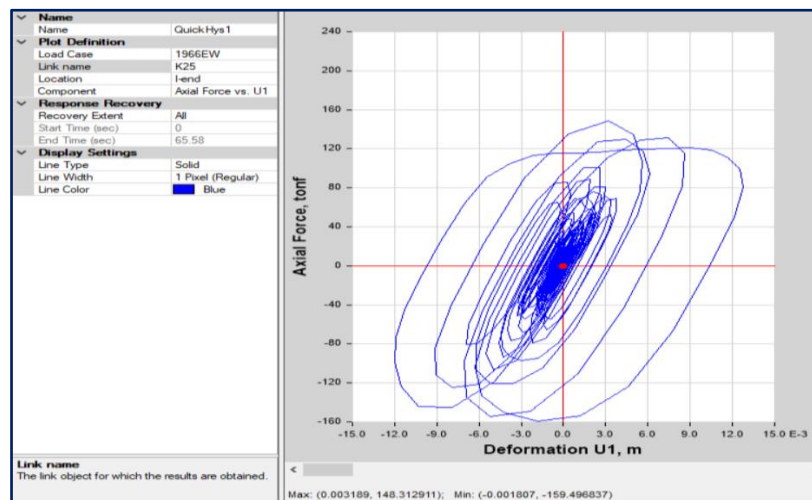 Name
Name QuickHys1
Plot Definition
Load Case 1966EW
Link name K25
Location I-end
Component Axial Force vs. U1
Response Recovery
Recovery Extent All
Start Time (sec) 0
End Time (sec) 65.58
Display Settings
Line Type Solid
Line Width 1 Pixel (Regular)
Line Color Blue
Link name
The link object for which the results are obtained.
Axial Force, tonf
240
200
160
120
80
40
0
-40
-80
-120
-160
-15.0 -12.0 -9.0 -6.0 -3.0 0.0 3.0 6.0 9.0 12.0 15.0 E-3
Deformation U1, m
<
Max: (0.003189, 148.312911); Min: (-0.001807, -159.496837)